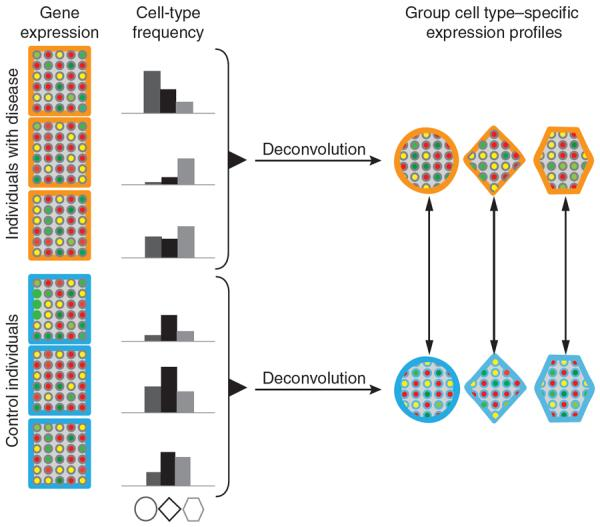 Gene
expression
Cell-type
frequency
Group cell type–specific
expression profiles
Individuals with disease
Deconvolution
Control individuals
Deconvolution